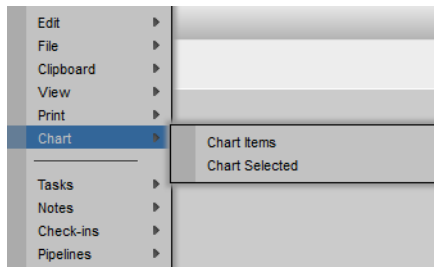 Edit
File
Clipboard
View
Print
Chart
Chart Items
Chart Selected
Tasks
Notes
Check-ins
Pipelines